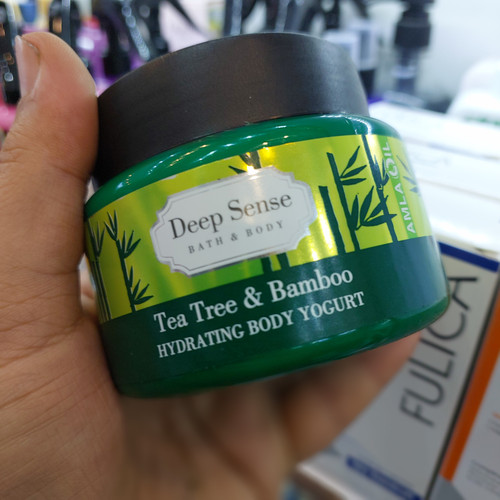 Deep Sense
BATH & BODY
Tea Tree & Bamboo
HYDRATING BODY YOGURT
AMLA OIL
FULICA